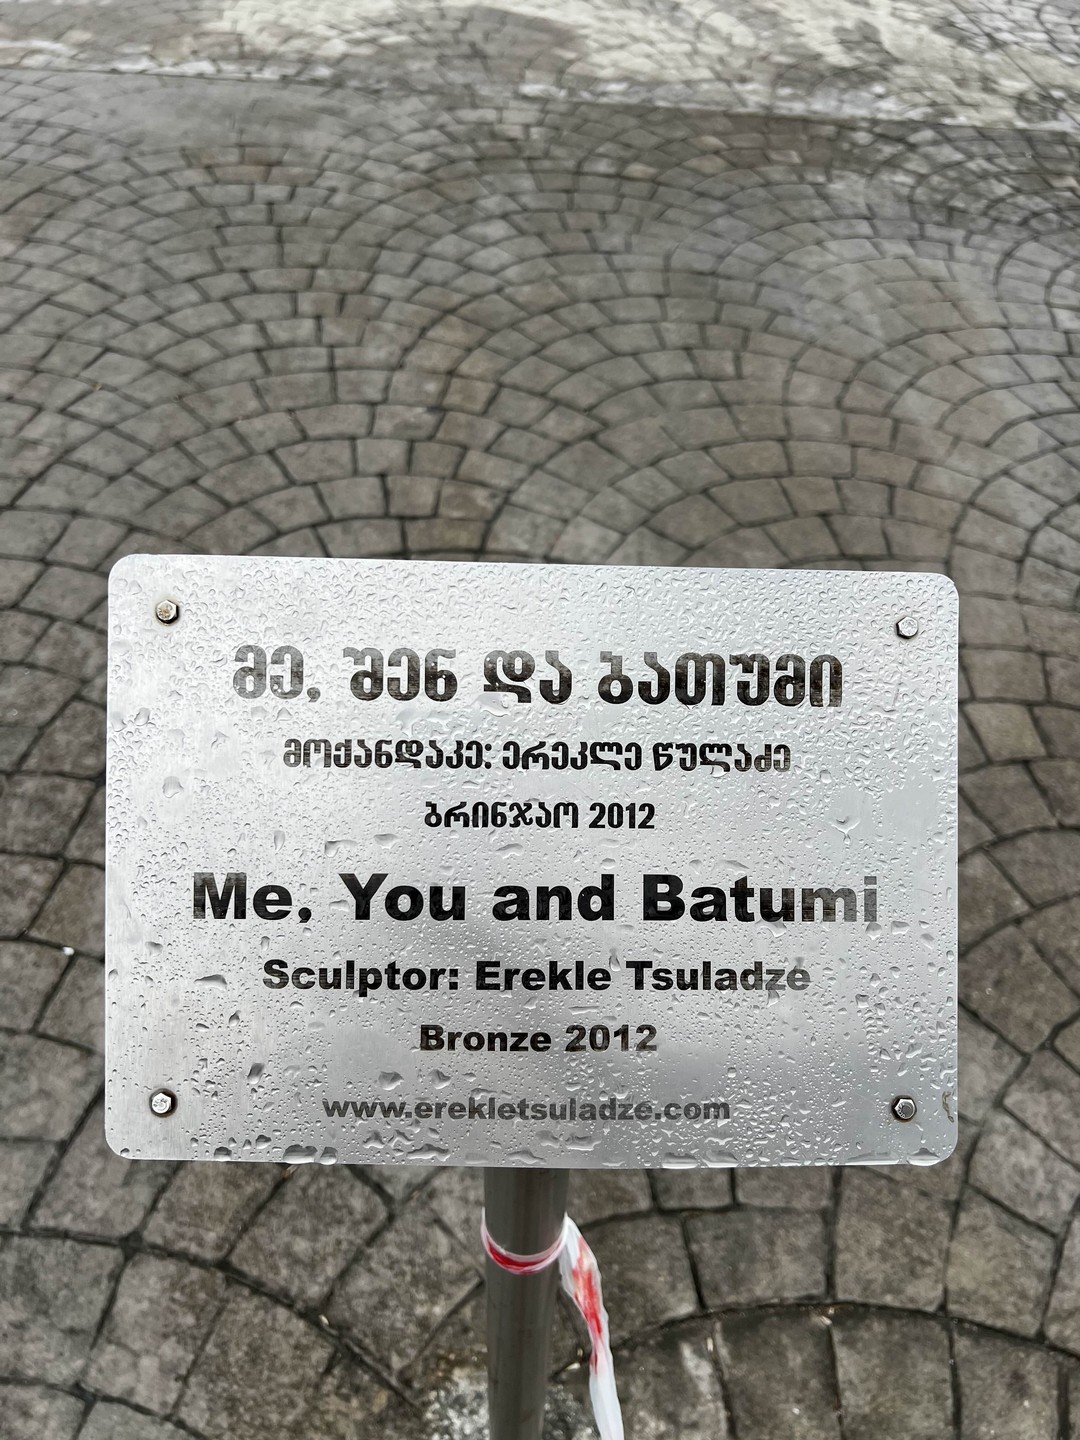 მე, შენ და ბათუმი
მოქანდაკე: ერეკლე წულაძე
ბრინჯაო 2012
Me, You and Batumi
Sculptor: Erekle Tsuladze
Bronze 2012
www.erekletsuladze.com